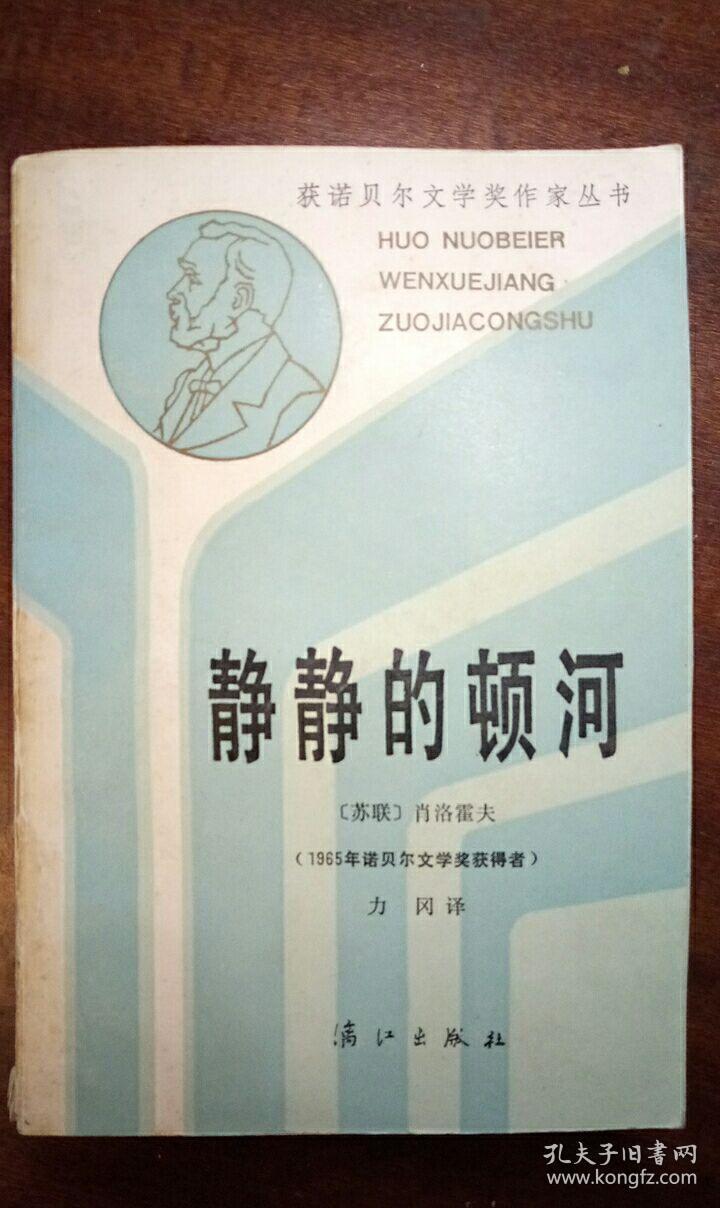 获诺贝尔文学奖作家丛书
HUO NUOBEIER
WENXUEJIANG
ZUOJIACONGSHU
静静的顿河
〔苏联〕肖洛霍夫
（1965年诺贝尔文学奖获得者）
力 冈 译
漓江出版社
孔夫子旧书网
www.kongfz.com